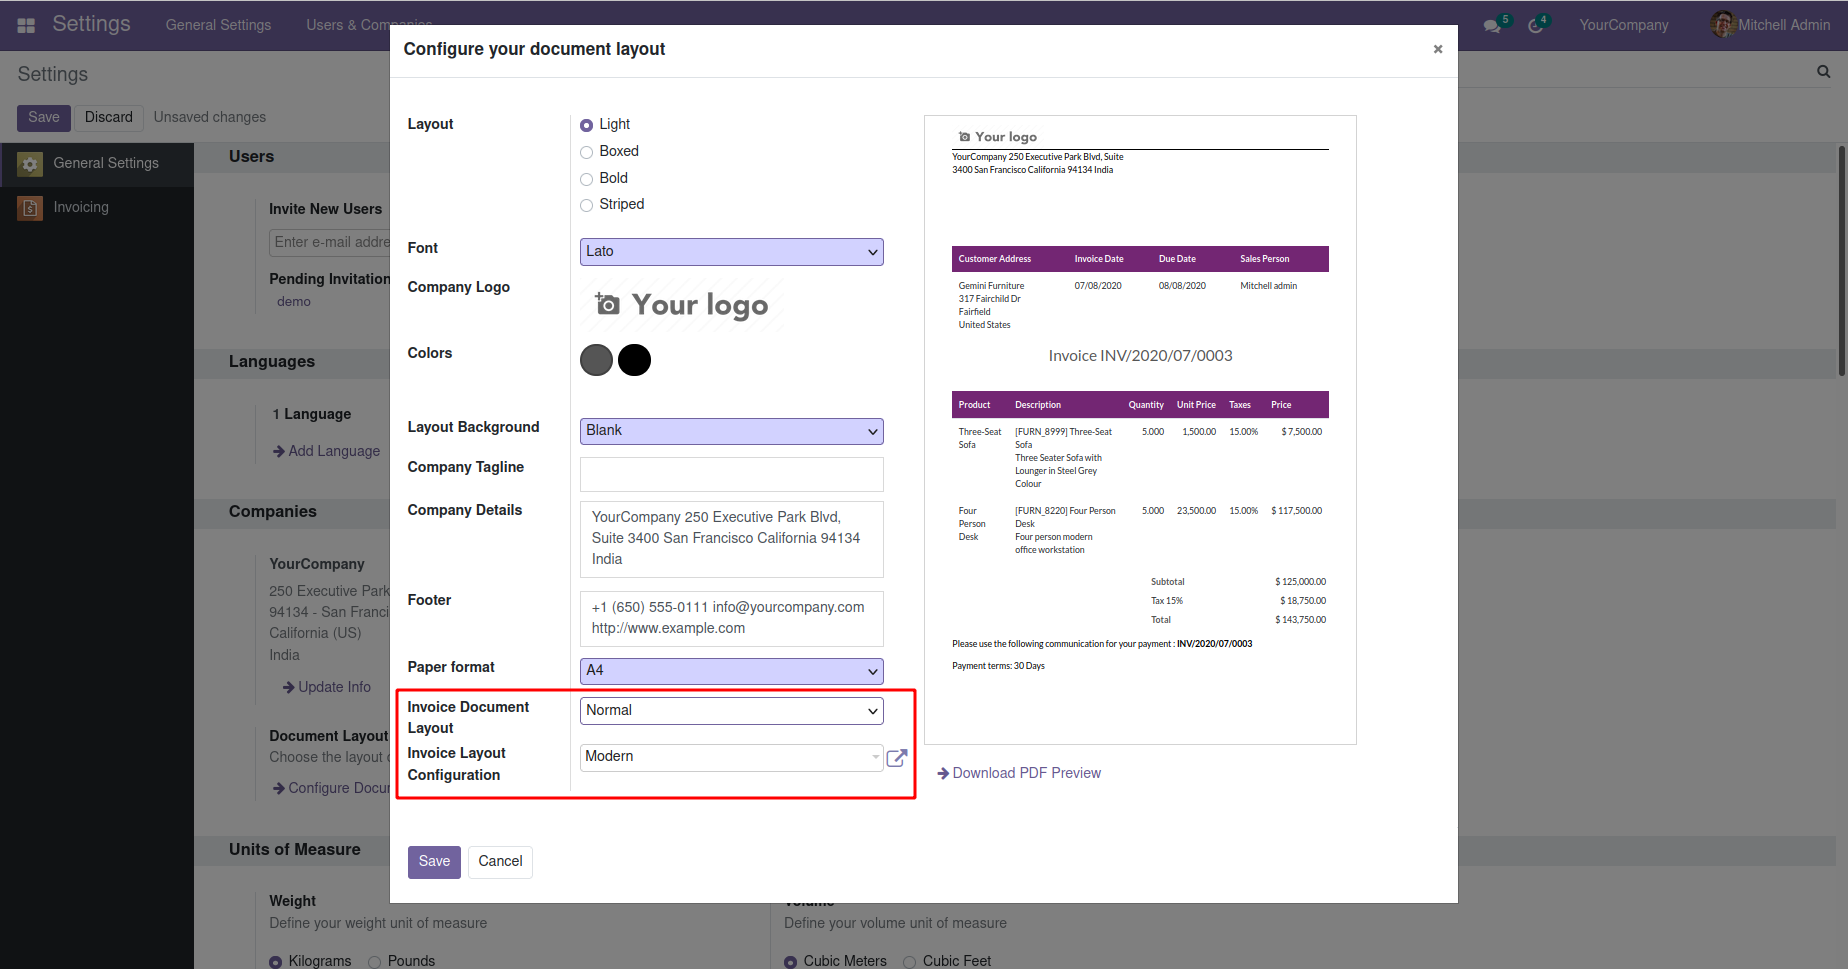 Settings
General Settings
Users & Companies
5
4
YourCompany
Mitchell Admin
Settings
Save
Discard
Unsaved changes
General Settings
Invoicing
Users
Invite New Users
Enter e-mail addre
Pending Invitation
demo
Languages
1 Language
Add Language
Companies
YourCompany
250 Executive Park
94134 - San Franci
California (US)
India
Update Info
Document Layout
Choose the layout
Configure Docu
Units of Measure
Weight
Define your weight unit of measure
Kilograms
Pounds
Volume
Define your volume unit of measure
Cubic Meters
Cubic Feet
Configure your document layout
×
Layout
Light
Boxed
Bold
Striped
Font
Lato
Company Logo
Your logo
Colors
Layout Background
Blank
Company Tagline
Company Details
YourCompany 250 Executive Park Blvd,
Suite 3400 San Francisco California 94134
India
Footer
+1 (650) 555-0111 info@yourcompany.com
http://www.example.com
Paper format
A4
Invoice Document
Layout
Normal
Invoice Layout
Configuration
Modern
Save
Cancel
Your logo
YourCompany 250 Executive Park Blvd, Suite
3400 San Francisco California 94134 India
Customer Address Invoice Date Due Date Sales Person
Gemini Furniture 07/08/2020 08/08/2020 Mitchell admin
317 Fairchild Dr
Fairfield
United States
Invoice INV/2020/07/0003
Product Description Quantity Unit Price Taxes Price
Three-Seat [FURN_8999] Three-Seat 5.000 1,500.00 15.00% $ 7,500.00
Sofa Sofa
Three Seater Sofa with
Lounger in Steel Grey
Colour
Four [FURN_8220] Four Person 5.000 23,500.00 15.00% $ 117,500.00
Person Desk
Desk Four person modern
office workstation
Subtotal $ 125,000.00
Tax 15% $ 18,750.00
Total $ 143,750.00
Please use the following communication for your payment : INV/2020/07/0003
Payment terms: 30 Days
Download PDF Preview